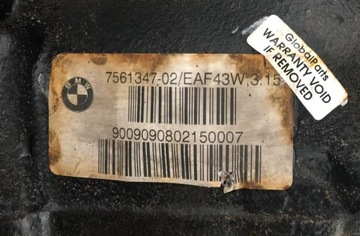 BMW
7561347-02/EAF43W,3.15
9009090802150007
GlobalParts
WARRANTY VOID
IF REMOVED